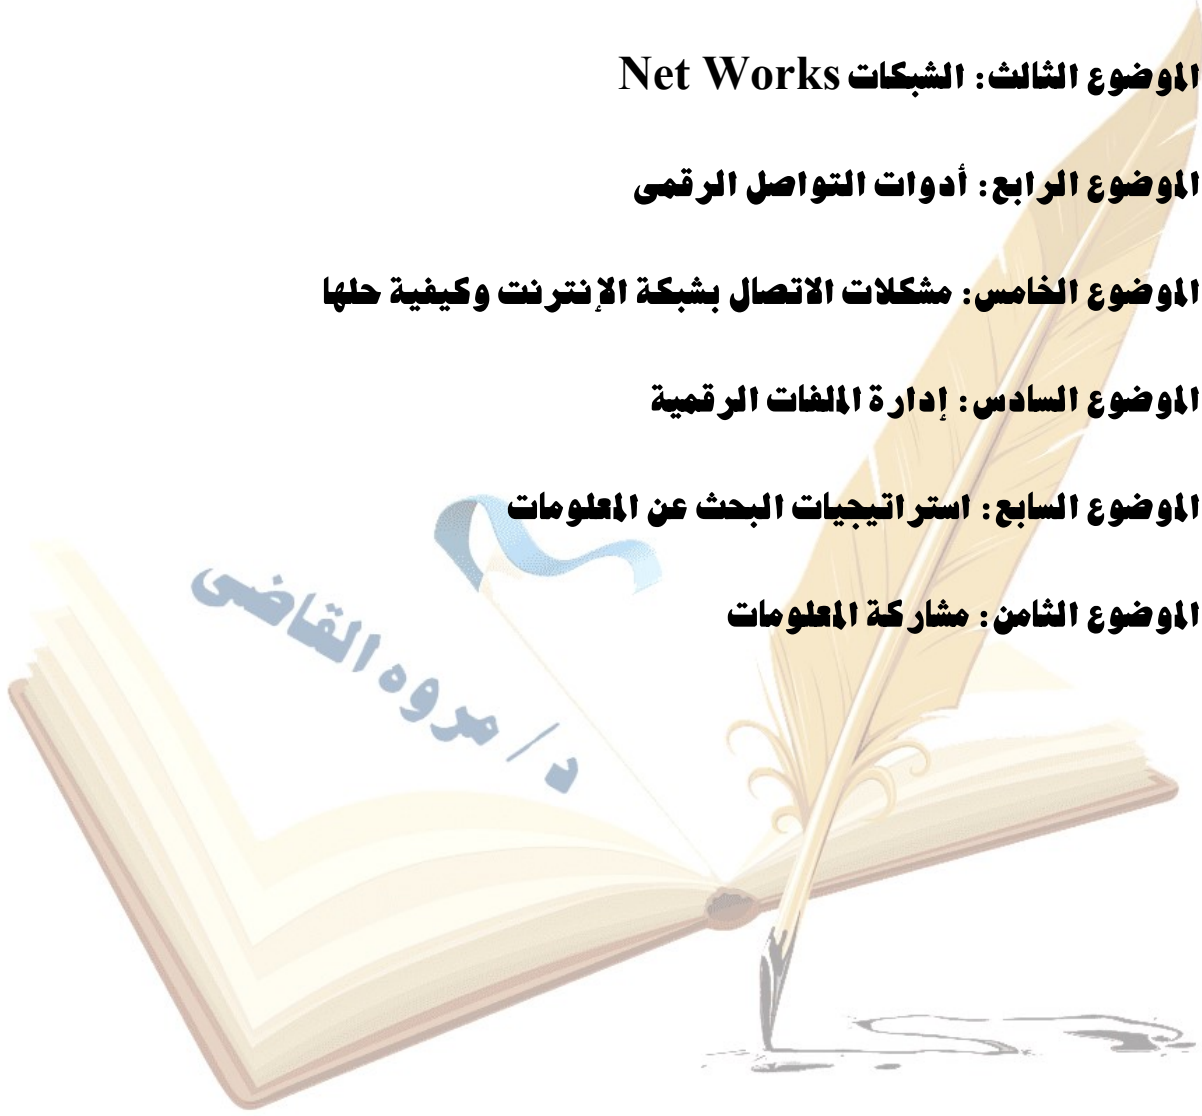 الموضوع الثالث: الشبكات Net Works
الموضوع الرابع: أدوات التواصل الرقمى
الموضوع الخامس: مشكلات الاتصال بشبكة الإنترنت وكيفية حلها
الموضوع السادس: إدارة الملفات الرقمية
الموضوع السابع: استراتيجيات البحث عن المعلومات
الموضوع الثامن: مشاركة المعلومات
د/ مروه القاضى